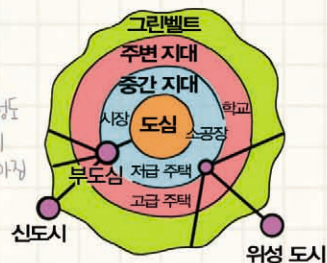 그린벨트
주변 지대
중간 지대
시장
도심
학교
소공장
부도심
저급 주택
고급 주택
신도시
위성 도시